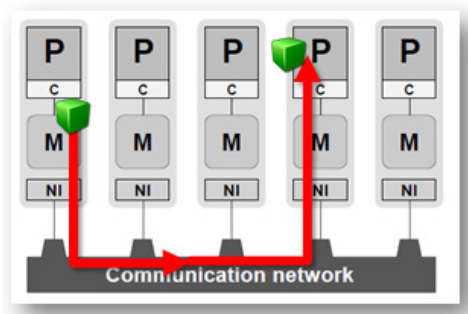 P P P P P
C C C C C
M M M M M
NI NI NI NI NI
Communication network